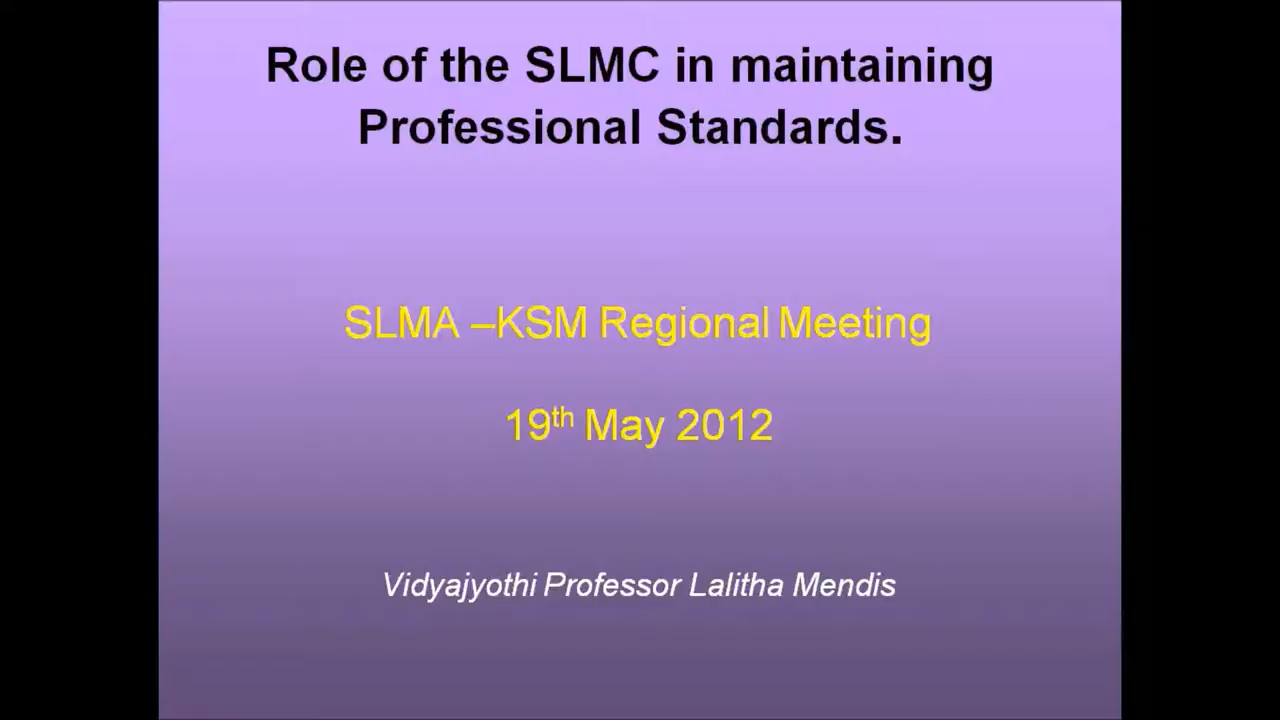 Role of the SLMC in maintaining
Professional Standards.
SLMA –KSM Regional Meeting
19th May 2012
Vidyajyothi Professor Lalitha Mendis